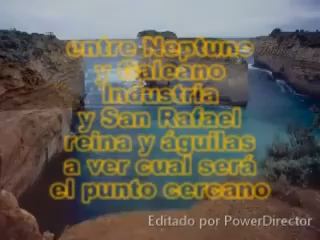 entre Neptuno
y Galeano
Industria
y San Rafael
reina y águilas
a ver cual será
el punto cercano
Editado por PowerDirector